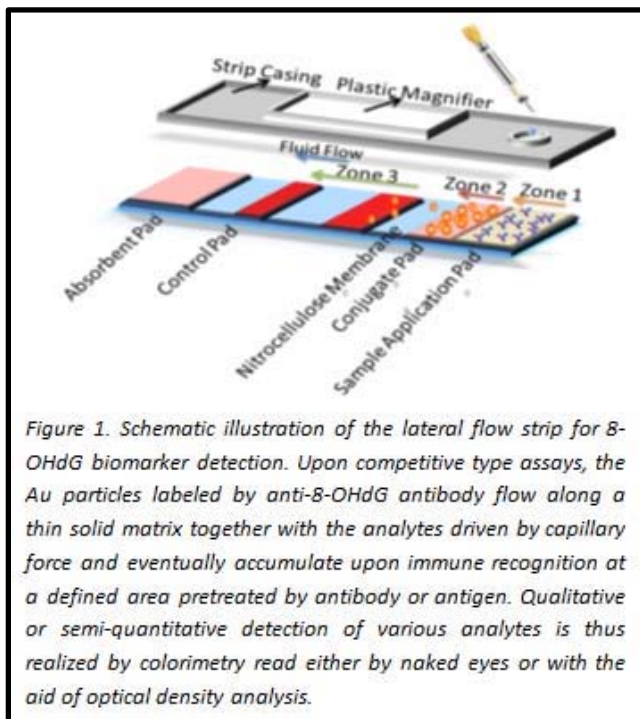 Strip Casing
Plastic Magnifier
Fluid Flow
Zone 3
Zone 2
Zone 1
Absorbent Pad
Control Pad
Nitrocellulose Membrane
Conjugate Pad
Sample Application Pad
Figure 1. Schematic illustration of the lateral flow strip for 8-
OHdG biomarker detection. Upon competitive type assays, the
Au particles labeled by anti-8-OHdG antibody flow along a
thin solid matrix together with the analytes driven by capillary
force and eventually accumulate upon immune recognition at
a defined area pretreated by antibody or antigen. Qualitative
or semi-quantitative detection of various analytes is thus
realized by colorimetry read either by naked eyes or with the
aid of optical density analysis.